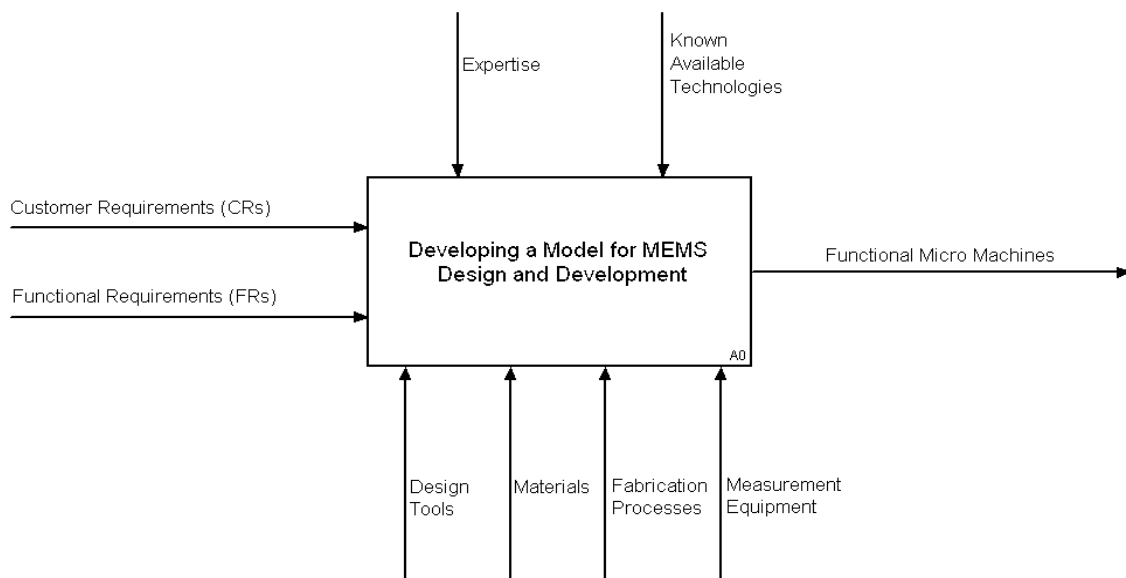 Expertise
Known
Available
Technologies
Customer Requirements (CRs)
Functional Requirements (FRs)
Developing a Model for MEMS
Design and Development
A0
Functional Micro Machines
Design
Tools
Materials
Fabrication
Processes
Measurement
Equipment